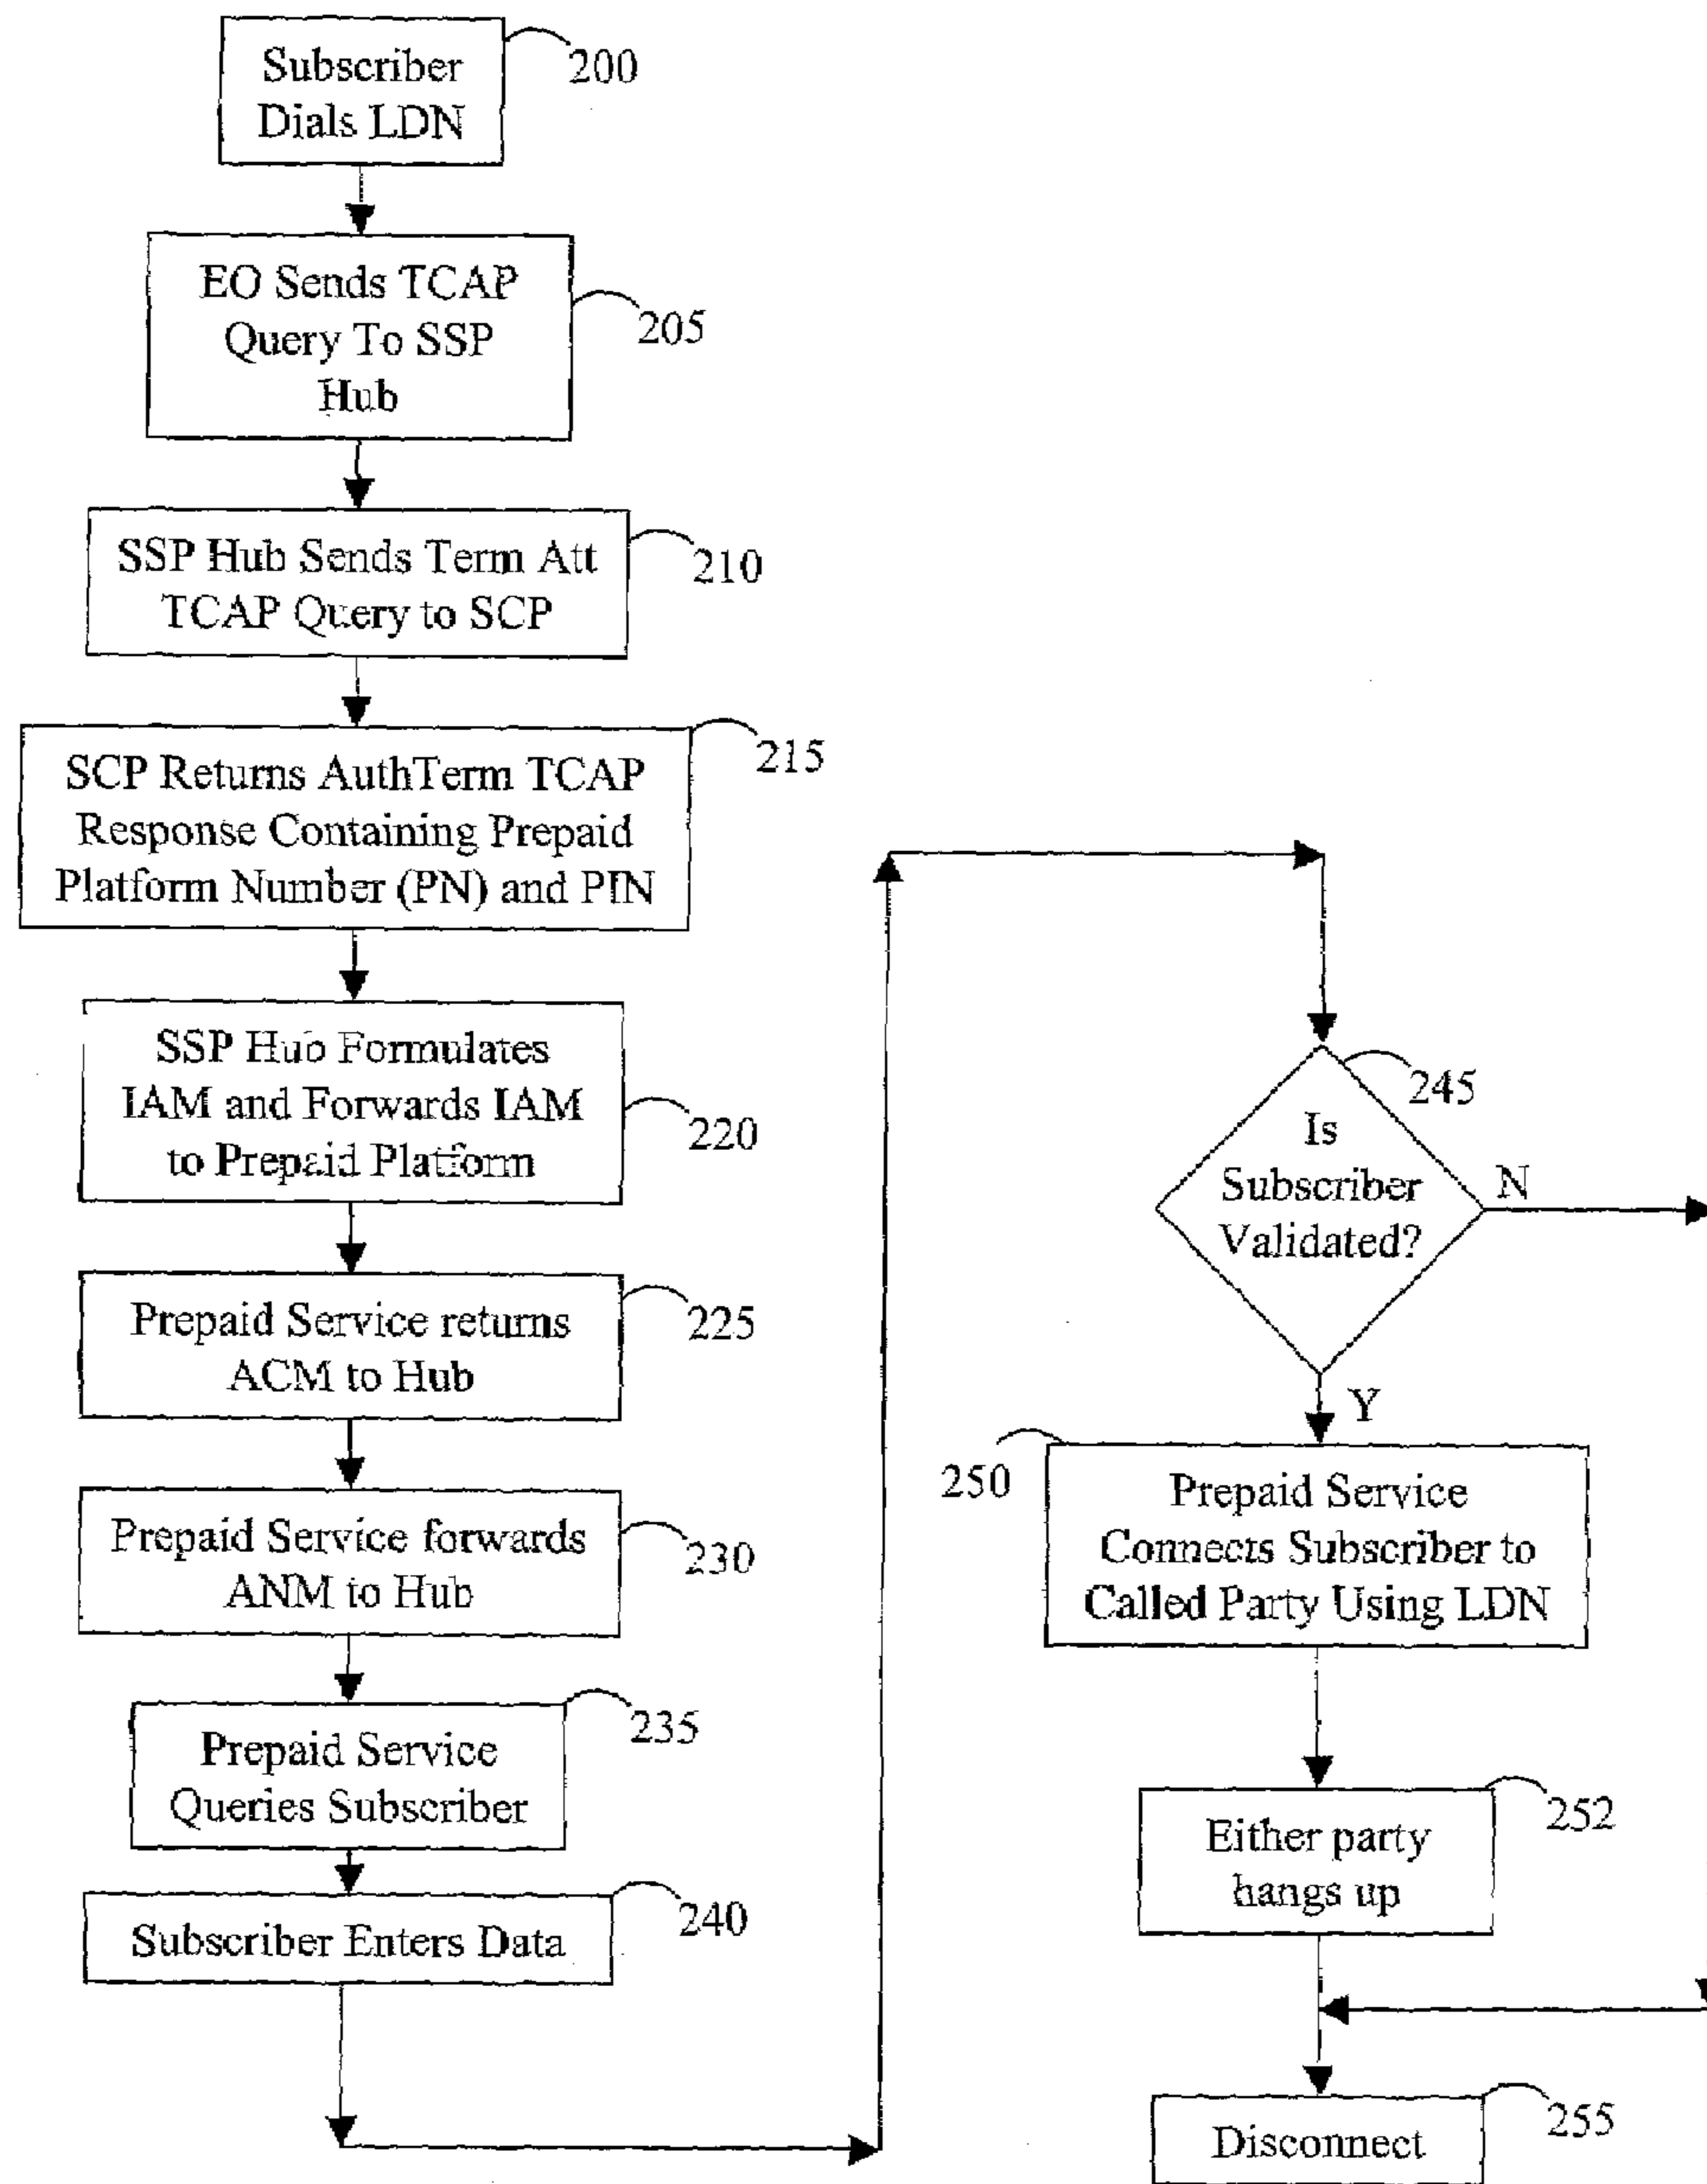 Subscriber
Dials LDN
200
EO Sends TCAP
Query To SSP
Hub
205
SSP Hub Sends Term Att
TCAP Query to SCP
210
SCP Returns AuthTerm TCAP
Response Containing Prepaid
Platform Number (PN) and PIN
215
SSP Hub Formulates
IAM and Forwards IAM
to Prepaid Platform
220
Prepaid Service returns
ACM to Hub
225
Prepaid Service forwards
ANM to Hub
230
Prepaid Service
Queries Subscriber
235
Subscriber Enters Data
240
245
Is
Subscriber
Validated?
N
Y
250
Prepaid Service
Connects Subscriber to
Called Party Using LDN
Either party
hangs up
252
Disconnect
255